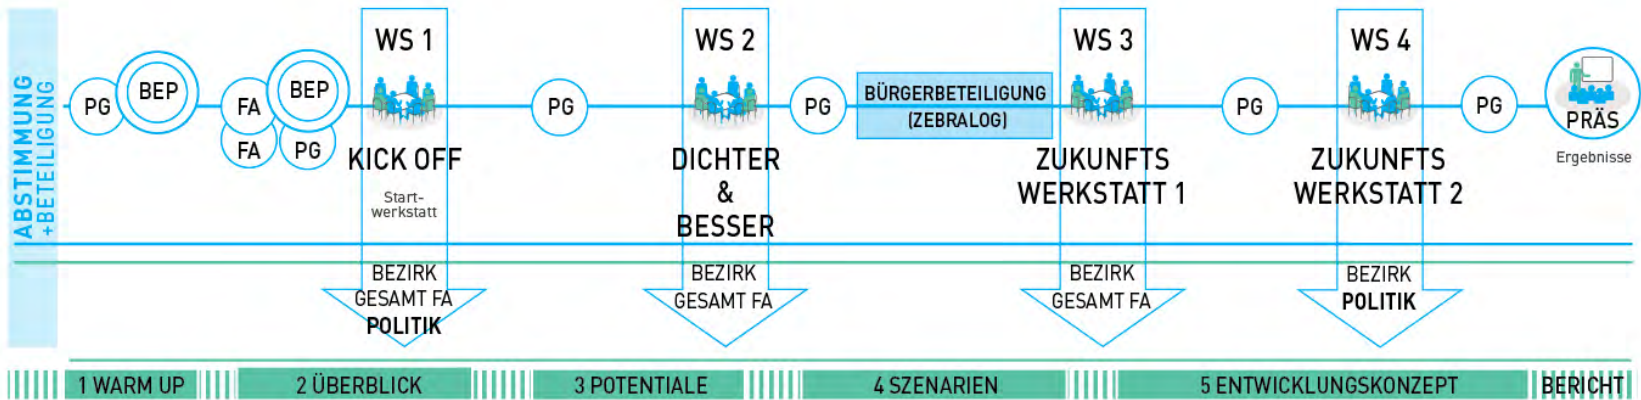 ABSTIMMUNG
+BETEILIGUNG
PG
BEP
FA
FA
BEP
PG
WS 1
KICK OFF
Start-
werkstatt
PG
WS 2
DICHTER
&
BESSER
PG
BÜRGERBETEILIGUNG
(ZEBRALOG)
WS 3
ZUKUNFTS
WERKSTATT 1
PG
WS 4
ZUKUNFTS
WERKSTATT 2
PG
PRÄS
Ergebnisse
BEZIRK
GESAMT FA
POLITIK
BEZIRK
GESAMT FA
BEZIRK
GESAMT FA
BEZIRK
POLITIK
1 WARM UP
2 ÜBERBLICK
3 POTENTIALE
4 SZENARIEN
5 ENTWICKLUNGSKONZEPT
BERICHT